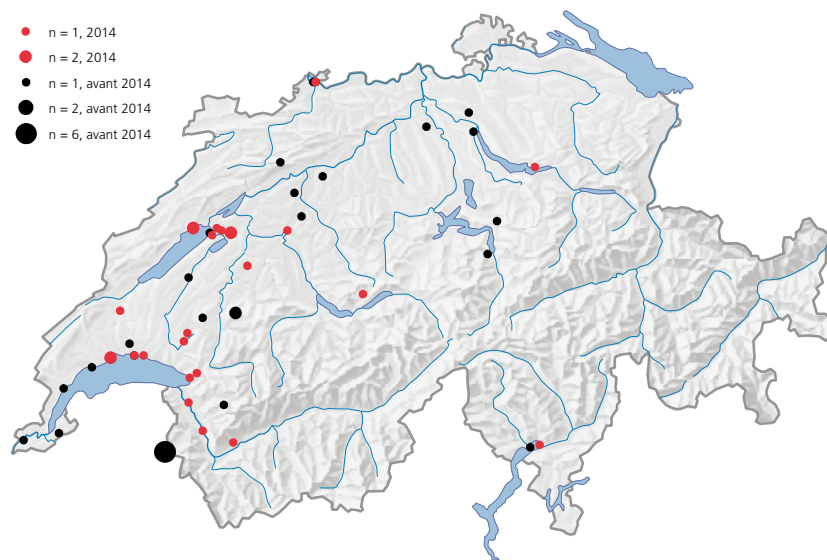 n = 1, 2014
n = 2, 2014
n = 1, avant 2014
n = 2, avant 2014
n = 6, avant 2014